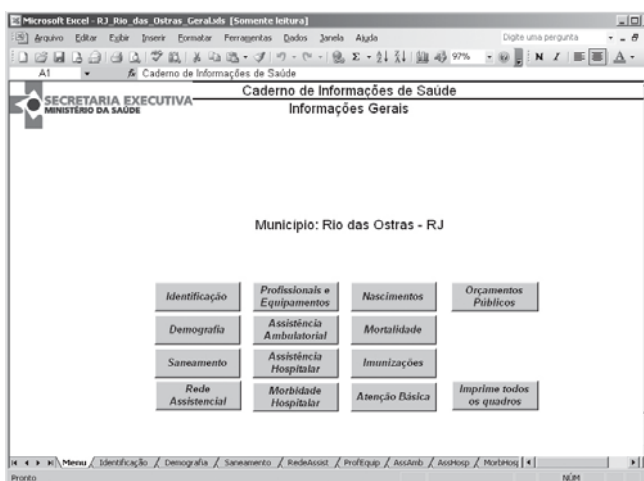 Microsoft Excel - RJ_Rio_das_Ostras_Geral.xls [Somente leitura]
Arquivo Editar Exibir Inserir Formatar Ferramentas Dados Janela Ajuda Digite uma pergunta
97% N I A
A1 fx Caderno de Informações de Saúde
Caderno de Informações de Saúde
SECRETARIA EXECUTIVA
MINISTÉRIO DA SAÚDE
Informações Gerais
Município: Rio das Ostras - RJ
Identificação
Profissionais e
Equipamentos
Nascimentos
Orçamentos
Públicos
Demografia
Assistência
Ambulatorial
Mortalidade
Saneamento
Assistência
Hospitalar
Imunizações
Rede
Assistencial
Morbidade
Hospitalar
Atenção Básica
Imprime todos
os quadros
Menu / Identificação / Demografia / Saneamento / RedeAssist / ProfEquip / AssAmb / AssHosp / MorbHosp
Pronto NÚM